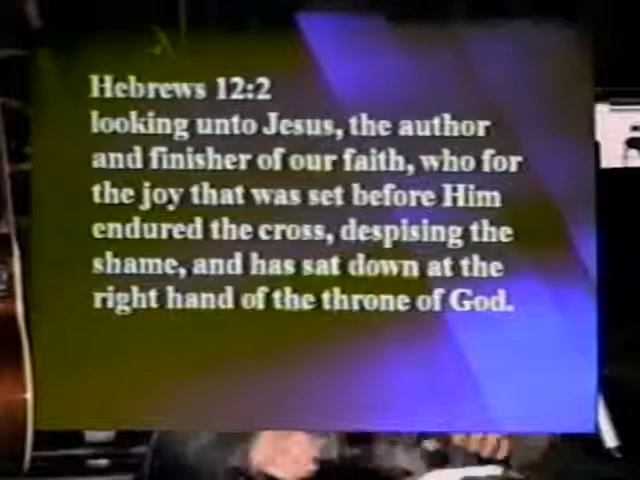 Hebrews 12:2
looking unto Jesus, the author
and finisher of our faith, who for
the joy that was set before Him
endured the cross, despising the
shame, and has sat down at the
right hand of the throne of God.